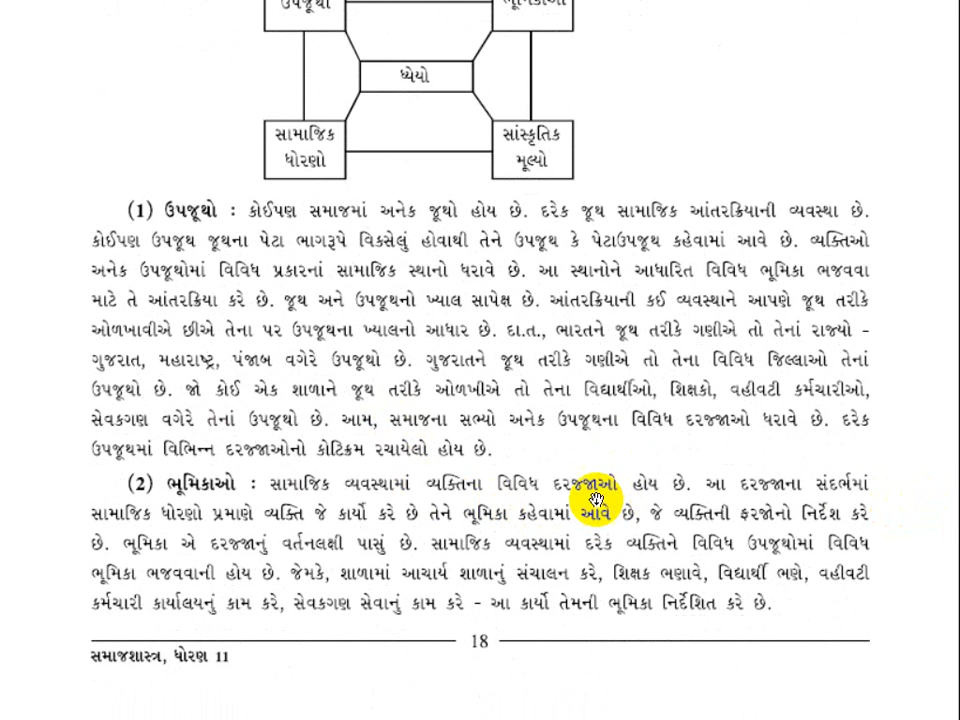 ઉપજૂથો
ભૂમિકાઓ
ધ્યેયો
સામાજિક
ધોરણો
સાંસ્કૃતિક
મૂલ્યો
(1) ઉપજૂથો : કોઈપણ સમાજમાં અનેક જૂથો હોય છે. દરેક જૂથ સામાજિક આંતરક્રિયાની વ્યવસ્થા છે.
કોઈપણ ઉપજૂથ જૂથના પેટા ભાગરૂપે વિકસેલું હોવાથી તેને ઉપજૂથ કે પેટાઉપજૂથ કહેવામાં આવે છે. વ્યક્તિઓ
અનેક ઉપજૂથોમાં વિવિધ પ્રકારનાં સામાજિક સ્થાનો ધરાવે છે. આ સ્થાનોને આધારિત વિવિધ ભૂમિકા ભજવવા
માટે તે આંતરક્રિયા કરે છે. જૂથ અને ઉપજૂથનો ખ્યાલ સાપેક્ષ છે. આંતરક્રિયાની કઈ વ્યવસ્થાને આપણે જૂથ તરીકે
ઓળખાવીએ છીએ તેના પર ઉપજૂથના ખ્યાલનો આધાર છે. દા.ત., ભારતને જૂથ તરીકે ગણીએ તો તેનાં રાજ્યો -
ગુજરાત, મહારાષ્ટ્ર, પંજાબ વગેરે ઉપજૂથો છે. ગુજરાતને જૂથ તરીકે ગણીએ તો તેના વિવિધ જિલ્લાઓ તેનાં
ઉપજૂથો છે. જો કોઈ એક શાળાને જૂથ તરીકે ઓળખીએ તો તેના વિદ્યાર્થીઓ, શિક્ષકો, વહીવટી કર્મચારીઓ,
સેવકગણ વગેરે તેનાં ઉપજૂથો છે. આમ, સમાજના સભ્યો અનેક ઉપજૂથના વિવિધ દરજ્જાઓ ધરાવે છે. દરેક
ઉપજૂથમાં વિભિન્ન દરજ્જાઓનો કોટિક્રમ રચાયેલો હોય છે.
(2) ભૂમિકાઓ : સામાજિક વ્યવસ્થામાં વ્યક્તિના વિવિધ દરજ્જાઓ હોય છે. આ દરજ્જાના સંદર્ભમાં
સામાજિક ધોરણો પ્રમાણે વ્યક્તિ જે કાર્યો કરે છે તેને ભૂમિકા કહેવામાં આવે છે, જે વ્યક્તિની ફરજોનો નિર્દેશ કરે
છે. ભૂમિકા એ દરજ્જાનું વર્તનલક્ષી પાસું છે. સામાજિક વ્યવસ્થામાં દરેક વ્યક્તિને વિવિધ ઉપજૂથોમાં વિવિધ
ભૂમિકા ભજવવાની હોય છે. જેમકે, શાળામાં આચાર્ય શાળાનું સંચાલન કરે, શિક્ષક ભણાવે, વિદ્યાર્થી ભણે, વહીવટી
કર્મચારી કાર્યાલયનું કામ કરે, સેવકગણ સેવાનું કામ કરે - આ કાર્યો તેમની ભૂમિકા નિર્દેશિત કરે છે.
18
સમાજશાસ્ત્ર, ધોરણ 11